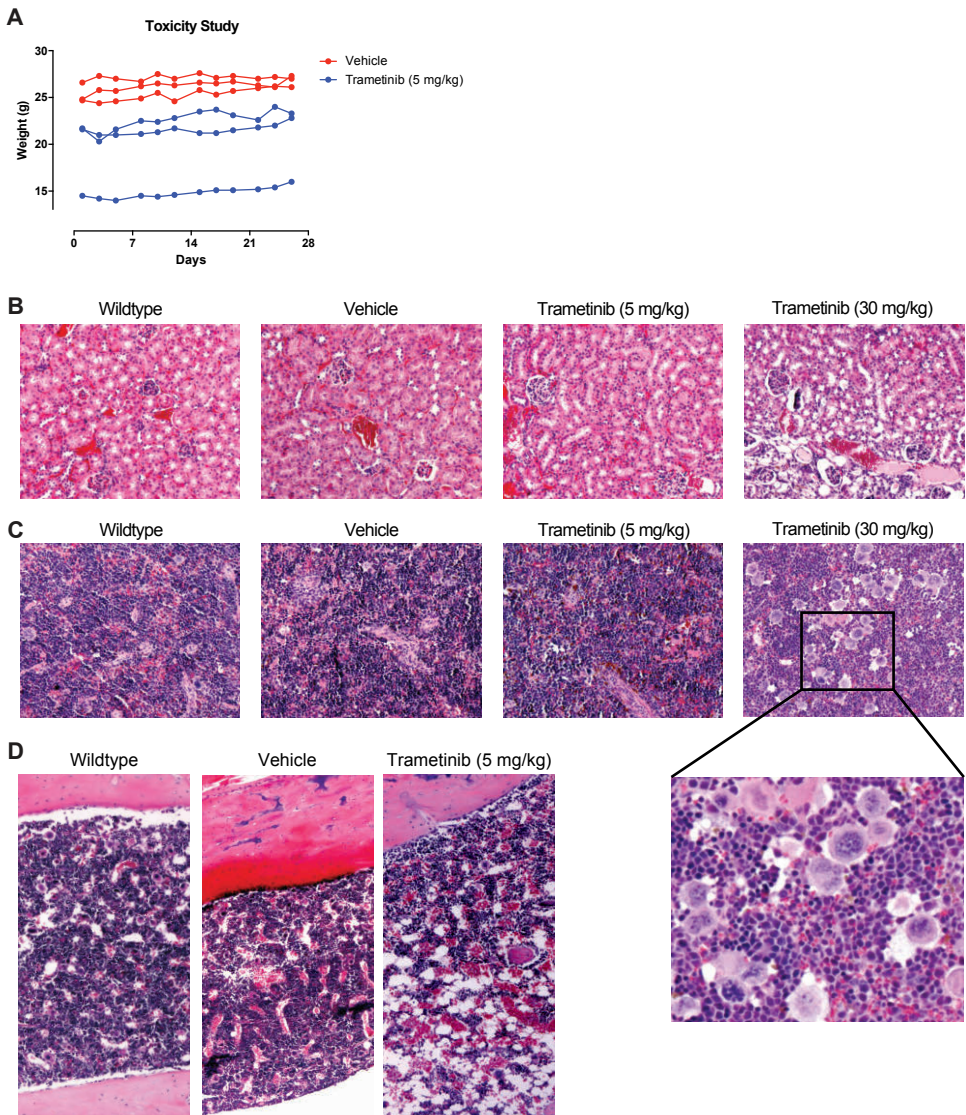 A
Toxicity Study
30
25
20
15
Weight (g)
0 7 14 21 28
Days
Vehicle
Trametinib (5 mg/kg)
B
Wildtype Vehicle Trametinib (5 mg/kg) Trametinib (30 mg/kg)
C
Wildtype Vehicle Trametinib (5 mg/kg) Trametinib (30 mg/kg)
D
Wildtype Vehicle Trametinib (5 mg/kg)